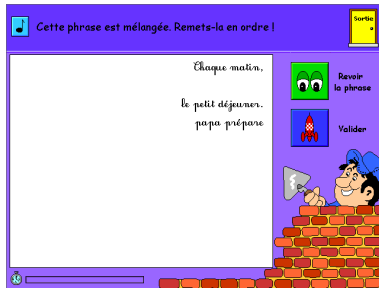 Cette phrase est mélangée. Remets-la en ordre !
Sortie
Chaque matin,
le petit déjeuner.
papa prépare
Revoir
la phrase
Valider